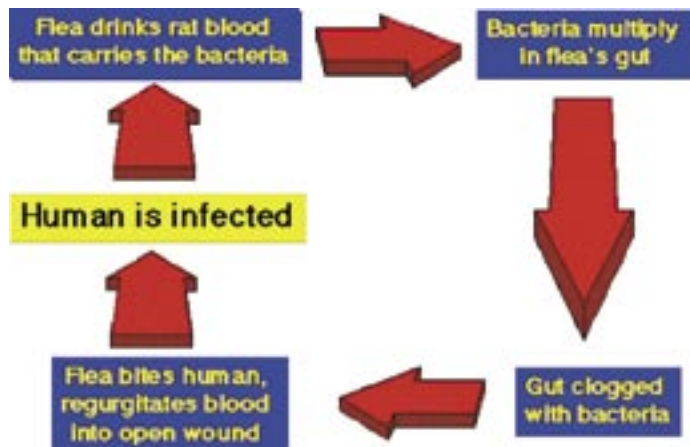 Flea drinks rat blood
that carries the bacteria
Bacteria multiply
in flea's gut
Gut clogged
with bacteria
Flea bites human,
regurgitates blood
into open wound
Human is infected